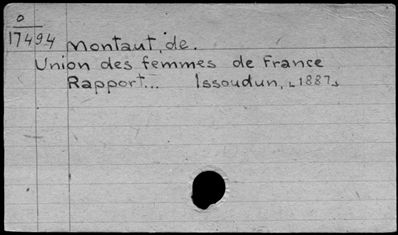 0
17494
Montaut, de.
Union des femmes de France
Rapport... Issoudun, [1887]